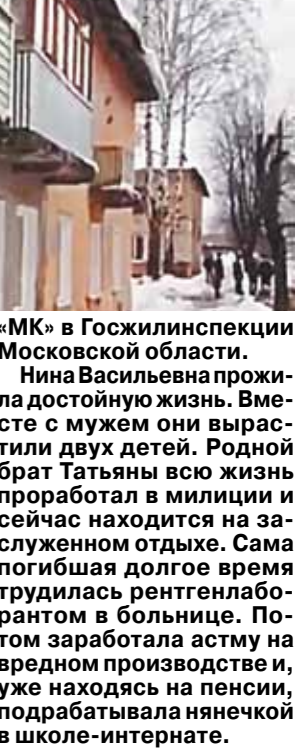 «МК» в Госжилинспекции
Московской области.
Нина Васильевна прожи-
ла достойную жизнь. Вме-
сте с мужем они вырас-
тили двух детей. Родной
брат Татьяны всю жизнь
проработал в милиции и
сейчас находится на за-
служенном отдыхе. Сама
погибшая долгое время
трудилась рентгенлабо-
рантом в больнице. По-
том заработала астму на
вредном производстве и,
уже находясь на пенсии,
подрабатывала нянечкой
в школе-интернате.